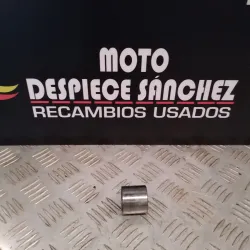 MOTO
DESPIECE SÁNCHEZ
RECAMBIOS USADOS